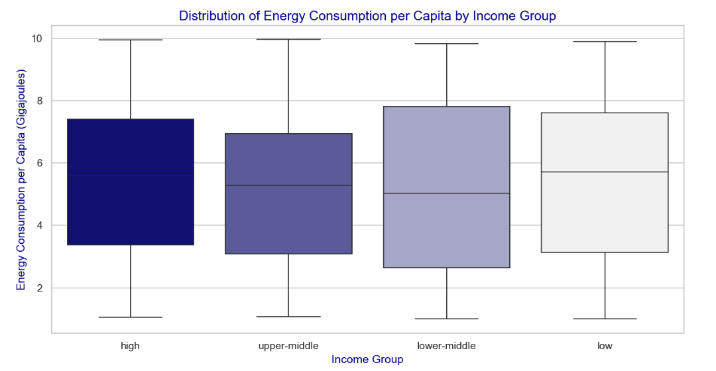 Distribution of Energy Consumption per Capita by Income Group
Energy Consumption per Capita (Gigajoules)
10
8
6
4
2
high upper-middle lower-middle low
Income Group